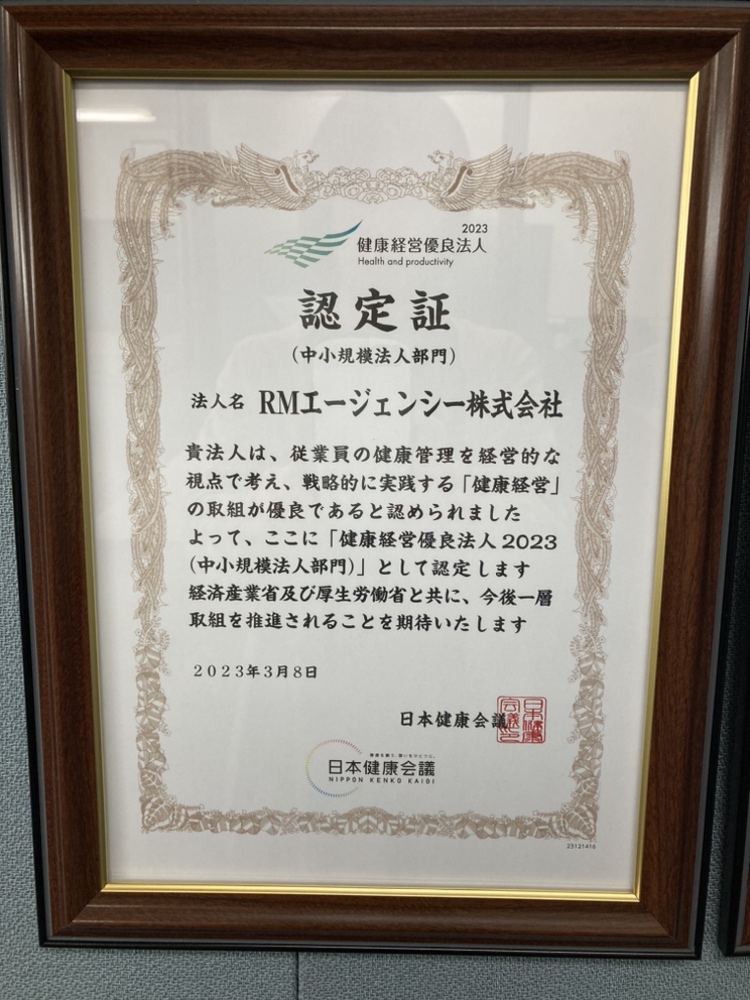 2023
健康経営優良法人
Health and productivity
認定証
(中小規模法人部門)
法人名 RMエージェンシー株式会社
貴法人は、従業員の健康管理を経営的な
視点で考え、戦略的に実践する「健康経営」
の取組が優良であると認められました
よって、ここに「健康経営優良法人2023
(中小規模法人部門)」として認定します
経済産業省及び厚生労働省と共に、今後一層
取組を推進されることを期待いたします
2023年3月8日
日本健康会議
日本健康会議
NIPPON KENKO KAIGI
23121416